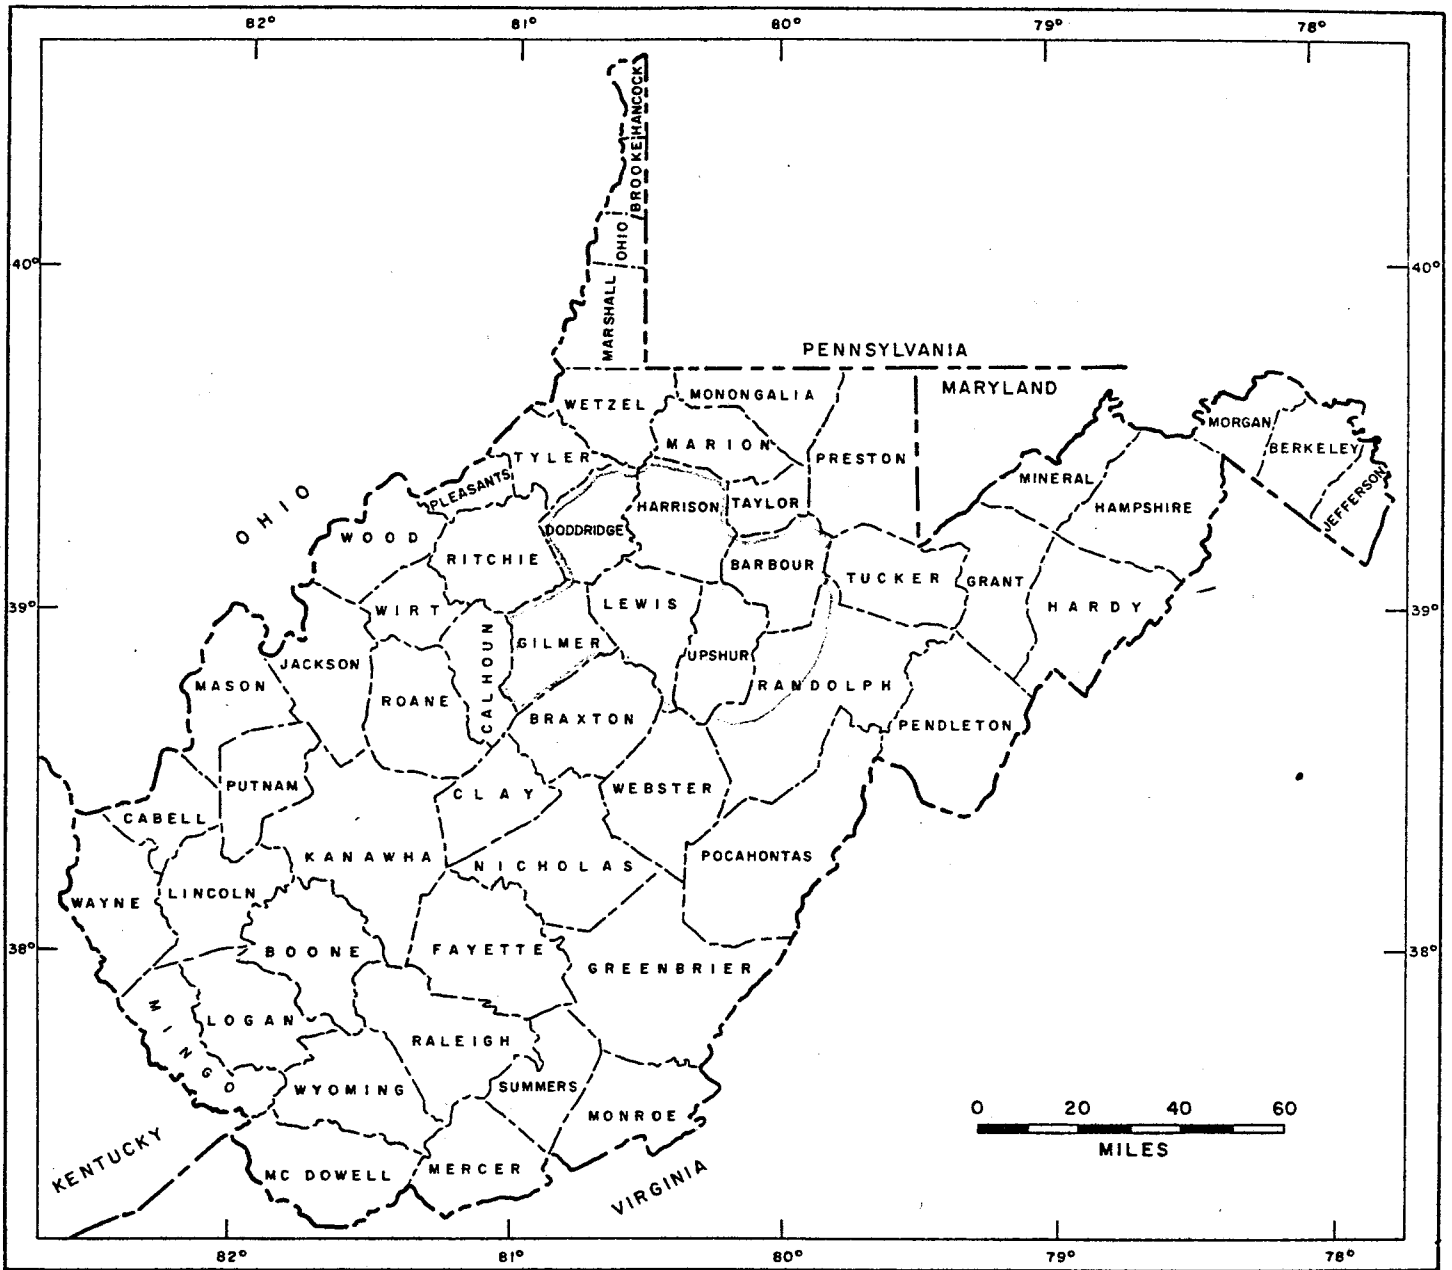 82° 81° 80° 79° 78°
HANCOCK
BROOKE
OHIO
40° 40°
MARSHALL
PENNSYLVANIA
MARYLAND
WETZEL
MONONGALIA
MARION
MORGAN
BERKELEY
JEFFERSON
TYLER
PRESTON
PLEASANTS
MINERAL
HAMPSHIRE
OHIO
HARRISON
TAYLOR
WOOD
DODDRIDGE
RITCHIE
BARBOUR
TUCKER
GRANT
39° 39°
WIRT
LEWIS
HARDY
GILMER
CALHOUN
UPSHUR
JACKSON
MASON
ROANE
RANDOLPH
BRAXTON
PENDLETON
PUTNAM
CLAY
WEBSTER
CABELL
KANAWHA
NICHOLAS
POCAHONTAS
WAYNE
LINCOLN
38° 38°
BOONE
FAYETTE
GREENBRIER
MINGO
LOGAN
RALEIGH
WYOMING
SUMMERS
MONROE
0 20 40 60
MILES
KENTUCKY
MC DOWELL
MERCER
VIRGINIA
82° 81° 80° 79° 78°